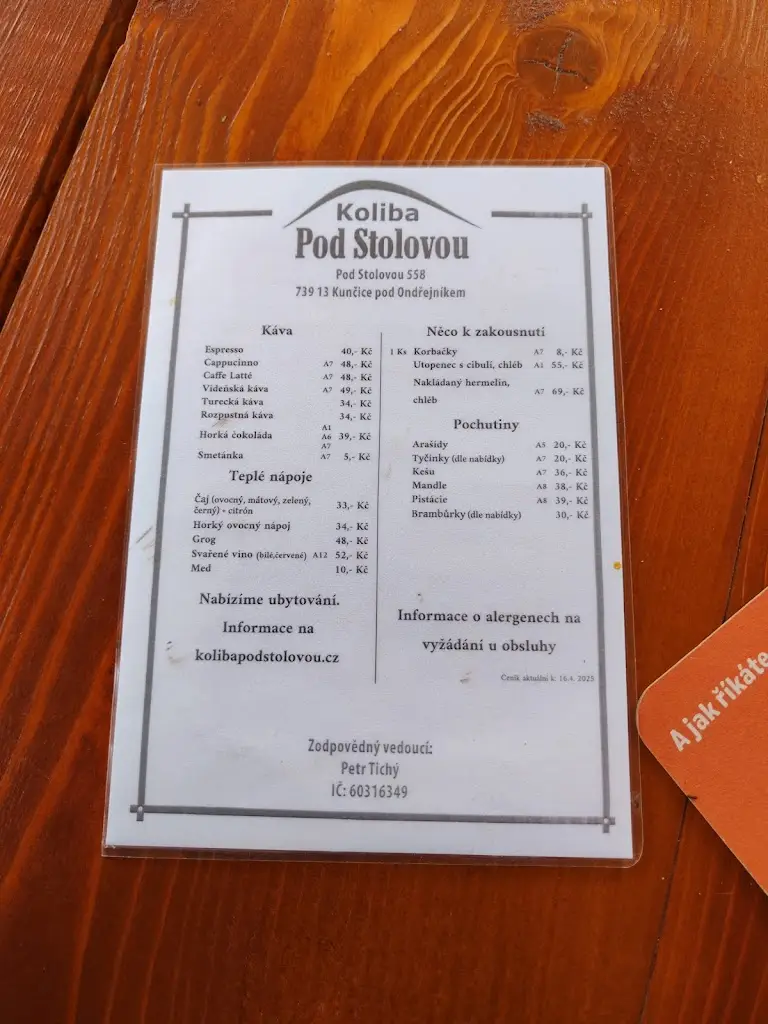 Koliba
Pod Stolovou
Pod Stolovou 558
739 13 Kunčice pod Ondřejníkem
Káva
Espresso 40,- Kč
Cappucinno A7 48,- Kč
Caffe Latté A7 48,- Kč
Vídeňská káva A7 49,- Kč
Turecká káva 34,- Kč
Rozpustná káva 34,- Kč
A1
Horká čokoláda A6 39,- Kč
A7
Smetánka A7 5,- Kč
Teplé nápoje
Čaj (ovocný, mátový, zelený,
černý) + citrón 33,- Kč
Horký ovocný nápoj 34,- Kč
Grog 48,- Kč
Svařené víno (bílé,červené) A12 52,- Kč
Med 10,- Kč
Nabízíme ubytování.
Informace na
kolibapodstolovou.cz
Něco k zakousnutí
1 Ks Korbačky A7 8,- Kč
Utopenec s cibulí, chléb A1 55,- Kč
Nakládaný hermelín,
chléb A7 69,- Kč
Pochutiny
Arašídy A5 20,- Kč
Tyčinky (dle nabídky) A7 20,- Kč
Kešu A7 36,- Kč
Mandle A8 38,- Kč
Pistácie A8 39,- Kč
Brambůrky (dle nabídky) 30,- Kč
Informace o alergenech na
vyžádání u obsluhy
Ceník aktuální k: 16.4. 2025
Zodpovědný vedoucí:
Petr Tichý
IČ: 60316349
A jak říkáte